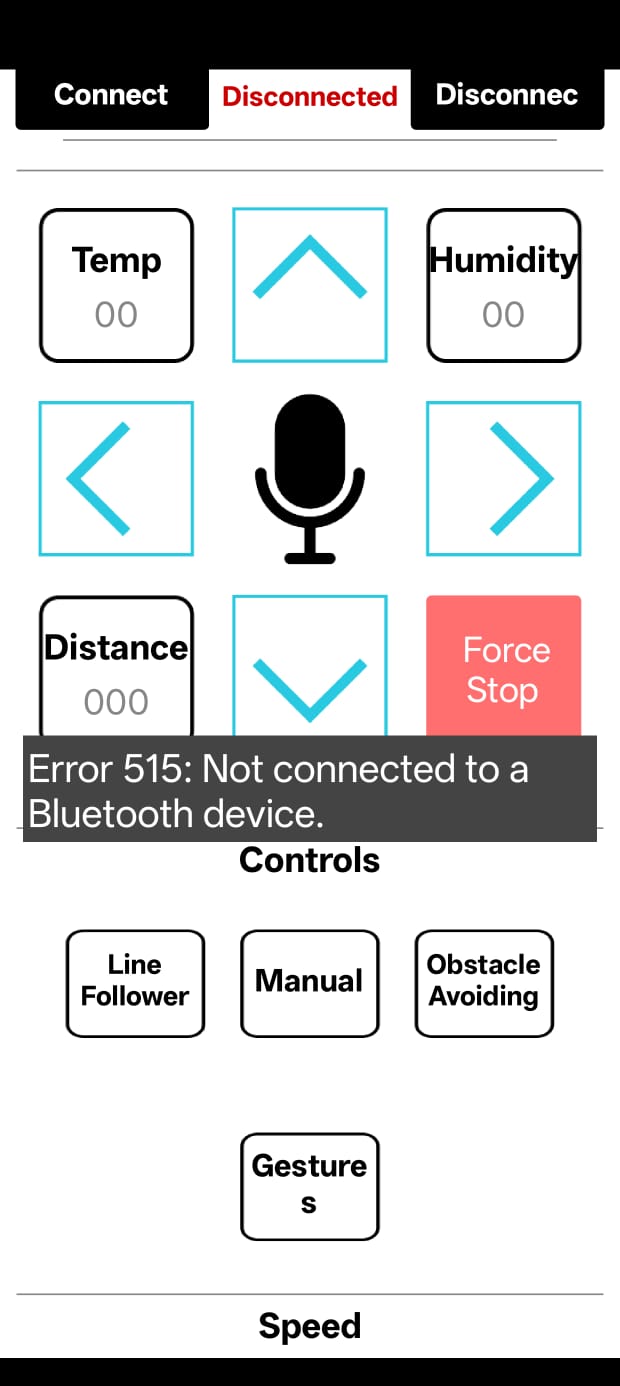 Connect
Disconnected
Disconnec
Temp
00
Humidity
00
Distance
000
Force
Stop
Error 515: Not connected to a
Bluetooth device.
Controls
Line
Follower
Manual
Obstacle
Avoiding
Gesture
s
Speed